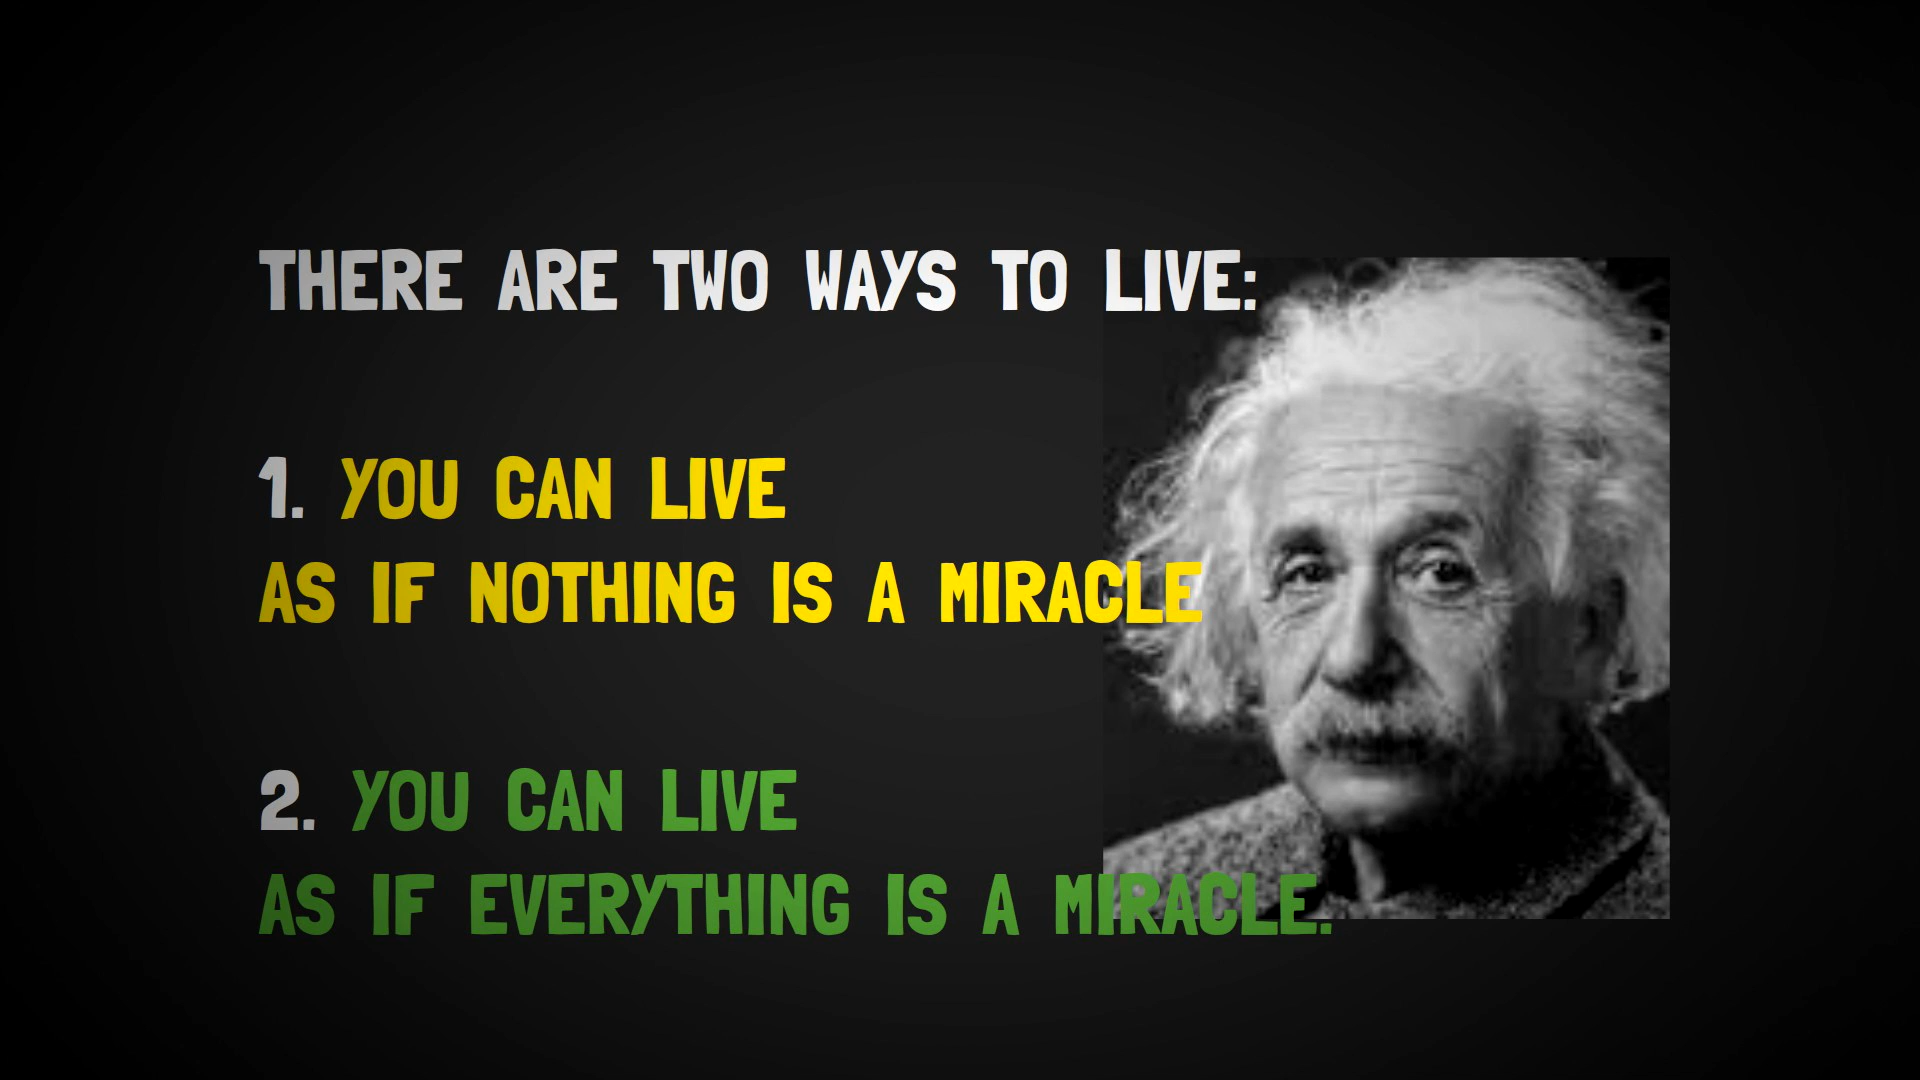 THERE ARE TWO WAYS TO LIVE:
1. YOU CAN LIVE
AS IF NOTHING IS A MIRACLE
2. YOU CAN LIVE
AS IF EVERYTHING IS A MIRACLE.